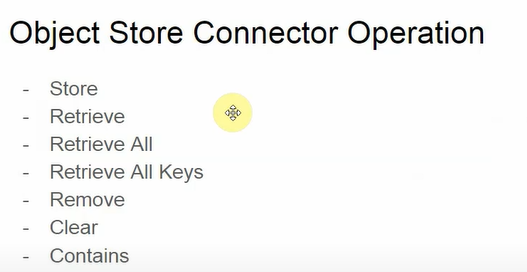 Object Store Connector Operation
- Store
- Retrieve
- Retrieve All
- Retrieve All Keys
- Remove
- Clear
- Contains